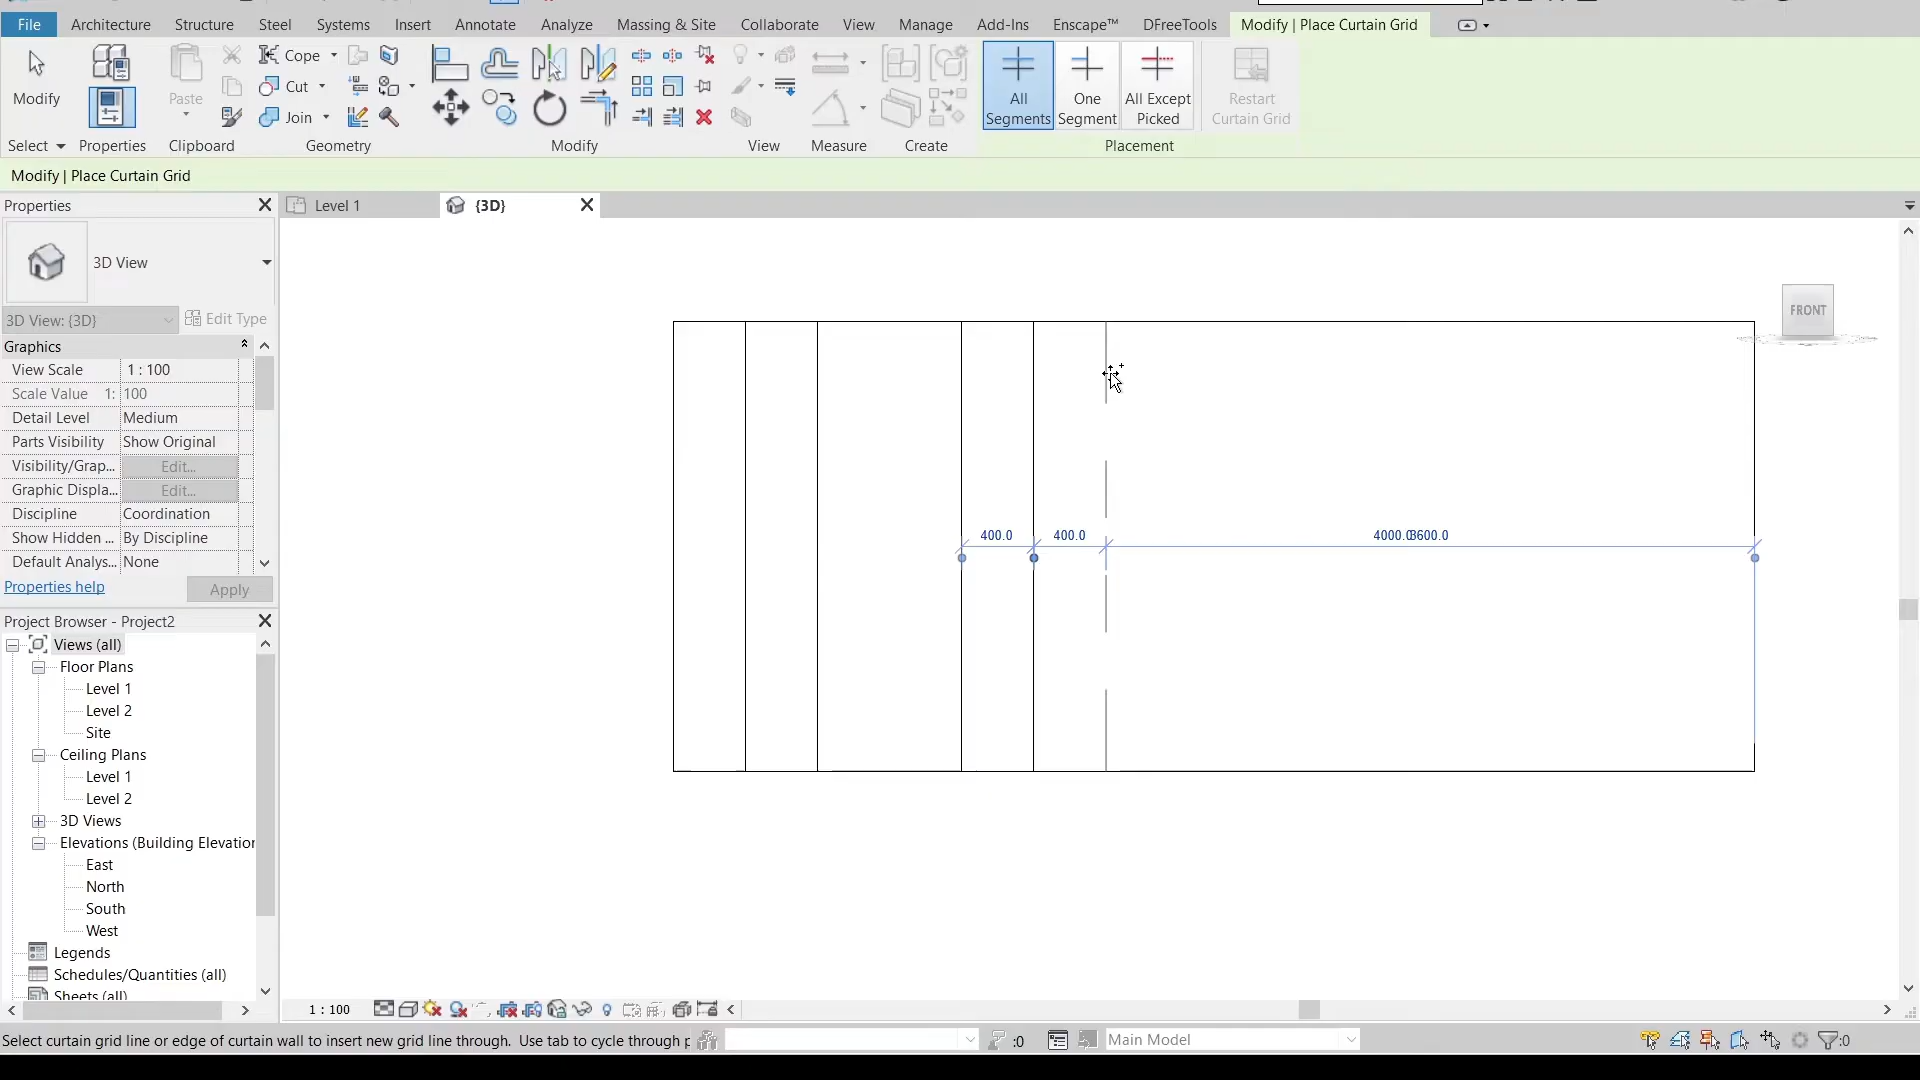 File Architecture Structure Steel Systems Insert Annotate Analyze Massing & Site Collaborate View Manage Add-Ins Enscape™ DFreeTools Modify | Place Curtain Grid
Modify
Paste
Cope
Cut
Join
All Segments
One Segment
All Except Picked
Restart Curtain Grid
Select Properties Clipboard Geometry Modify View Measure Create Placement
Modify | Place Curtain Grid
Properties
Level 1
{3D}
3D View
3D View: {3D}
Edit Type
Graphics
View Scale 1 : 100
Scale Value 1: 100
Detail Level Medium
Parts Visibility Show Original
Visibility/Grap... Edit...
Graphic Displa... Edit...
Discipline Coordination
Show Hidden ... By Discipline
Default Analys... None
Properties help Apply
FRONT
400.0 400.0
Project Browser - Project2
Views (all)
Floor Plans
Level 1
Level 2
Site
Ceiling Plans
Level 1
Level 2
3D Views
Elevations (Building Elevation
East
North
South
West
Legends
Schedules/Quantities (all)
Sheets (all)
1 : 100
Select curtain grid line or edge of curtain wall to insert new grid line through. Use tab to cycle through p
:0
Main Model
:0